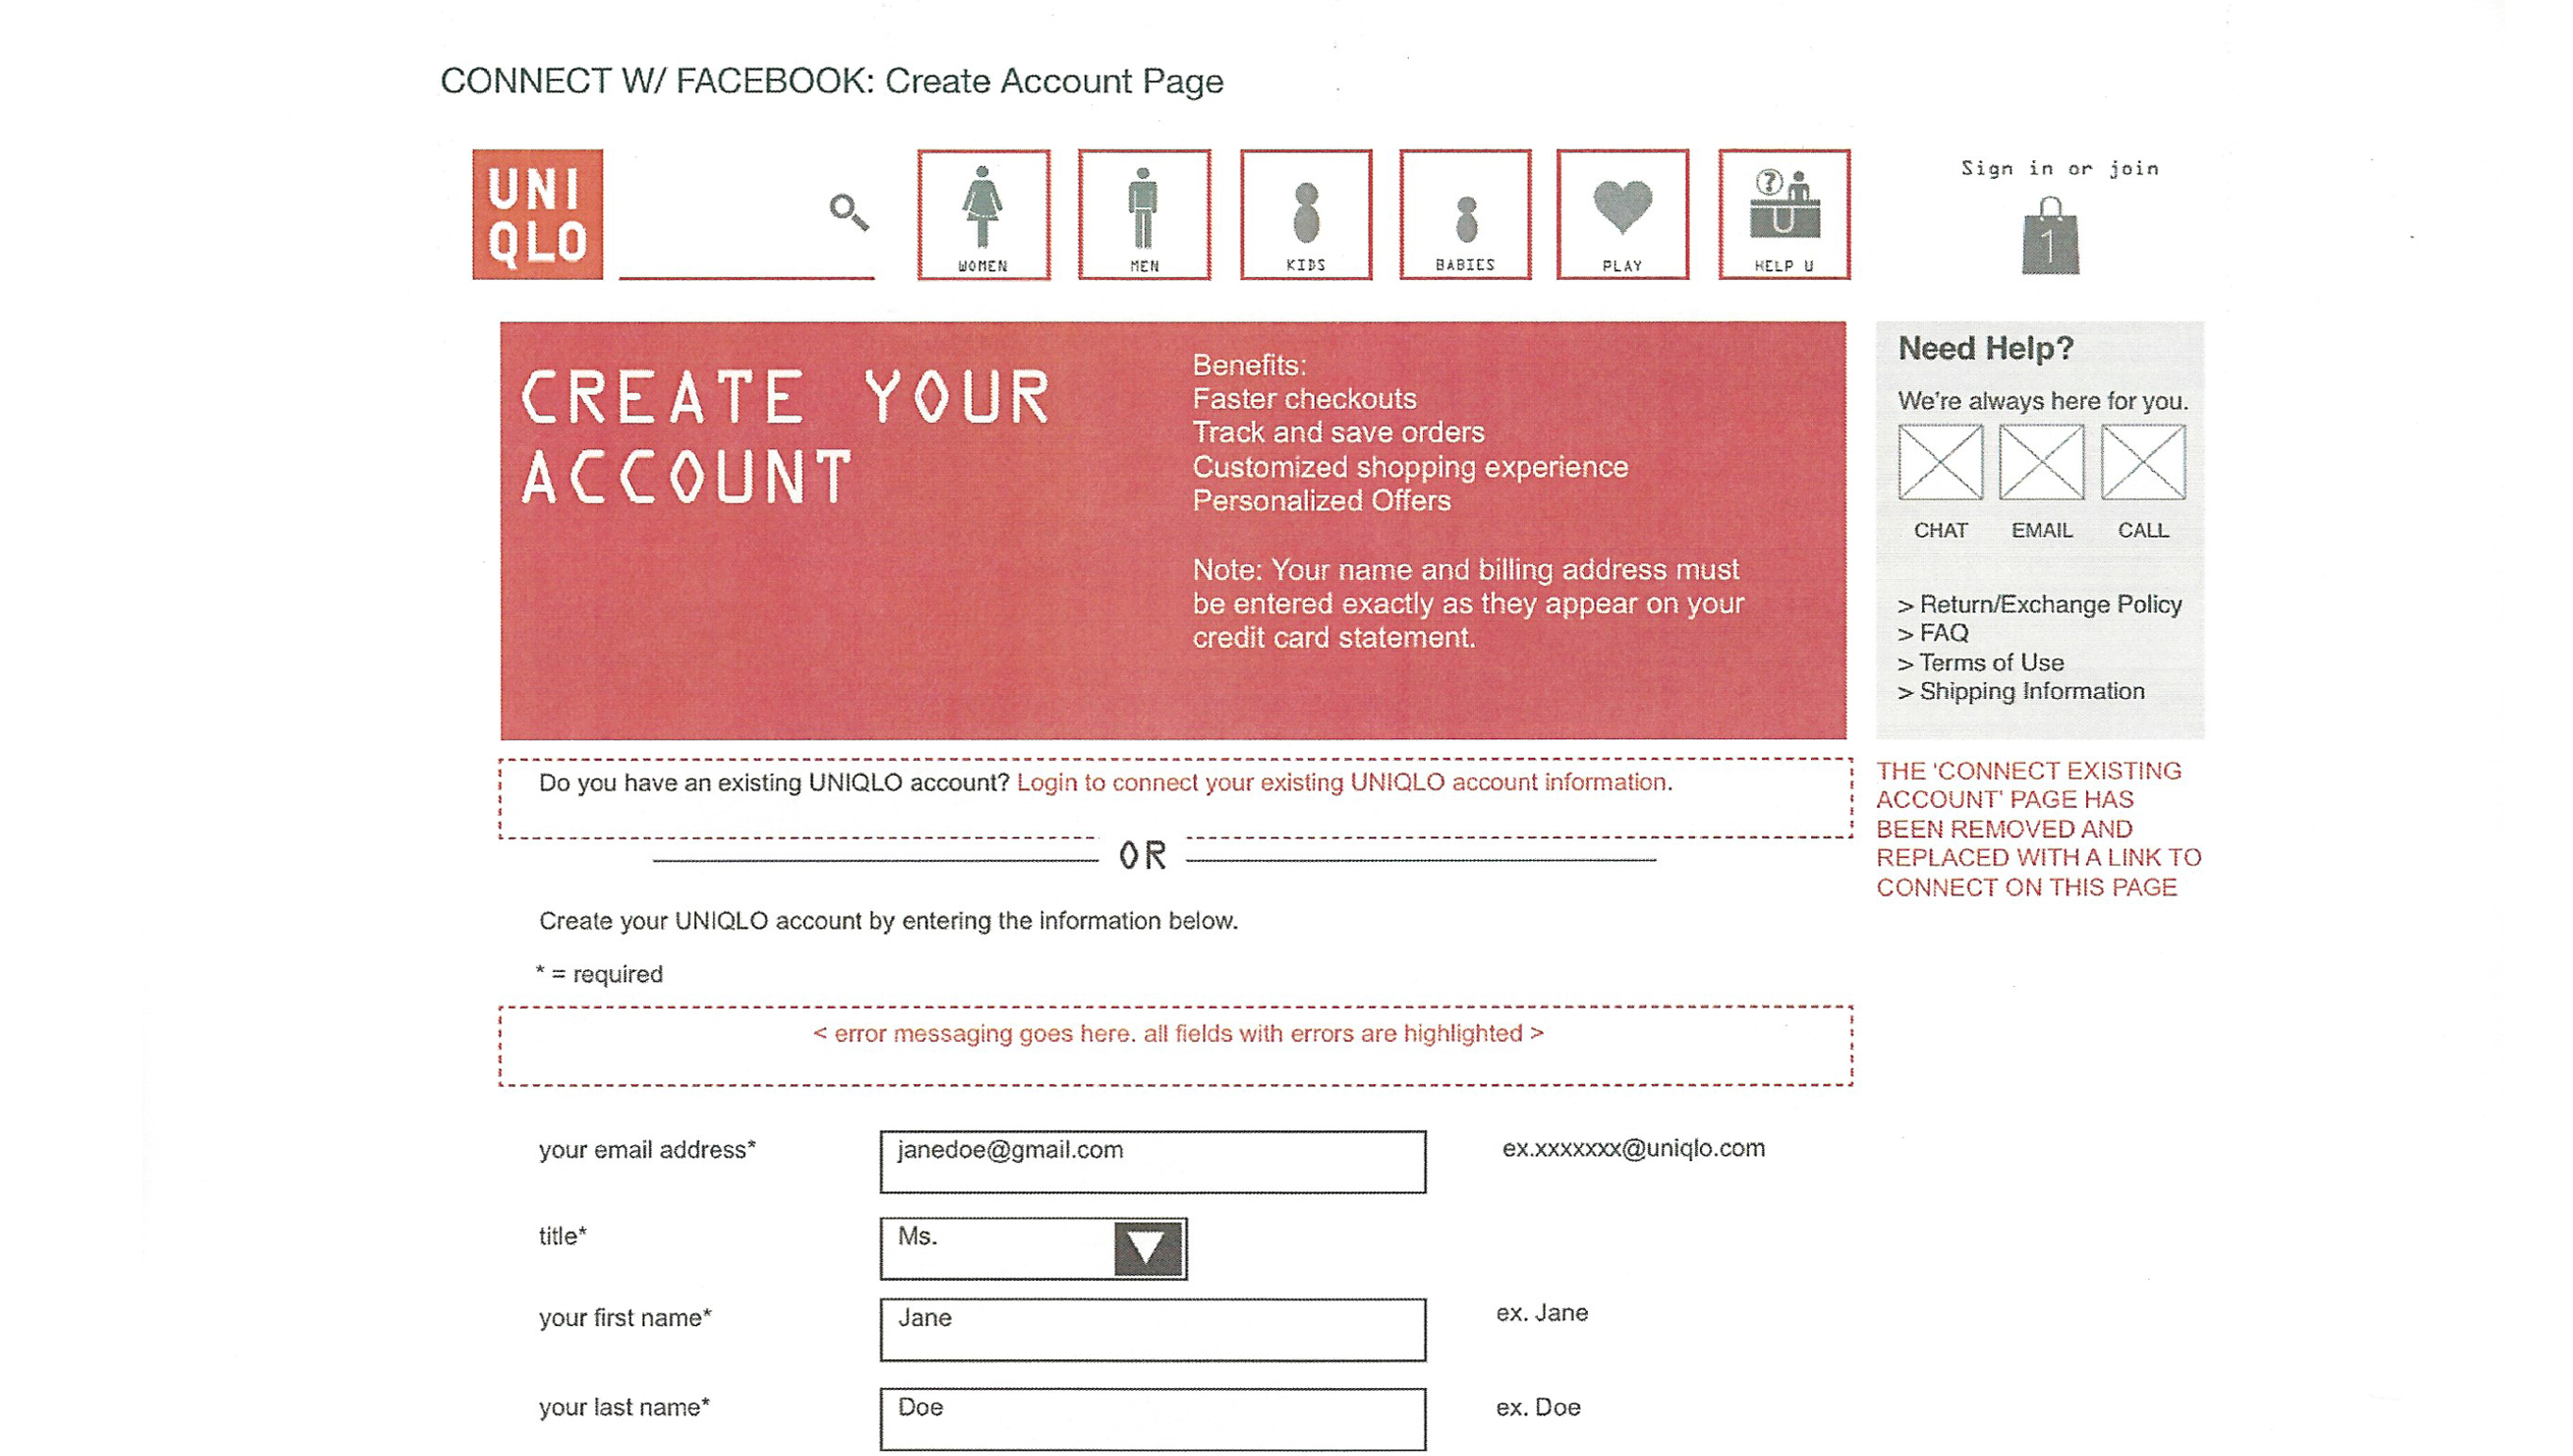 CONNECT W/ FACEBOOK: Create Account Page
UNI
QLO
WOMEN
MEN
KIDS
BABIES
PLAY
?
U
HELP U
Sign in or join
1
CREATE YOUR
ACCOUNT
Benefits:
Faster checkouts
Track and save orders
Customized shopping experience
Personalized Offers
Note: Your name and billing address must
be entered exactly as they appear on your
credit card statement.
Need Help?
We're always here for you.
CHAT EMAIL CALL
> Return/Exchange Policy
> FAQ
> Terms of Use
> Shipping Information
Do you have an existing UNIQLO account? Login to connect your existing UNIQLO account information.
THE 'CONNECT EXISTING
ACCOUNT' PAGE HAS
BEEN REMOVED AND
REPLACED WITH A LINK TO
CONNECT ON THIS PAGE
OR
Create your UNIQLO account by entering the information below.
* = required
< error messaging goes here. all fields with errors are highlighted >
your email address* janedoe@gmail.com ex.xxxxxxx@uniqlo.com
title* Ms.
your first name* Jane ex. Jane
your last name* Doe ex. Doe